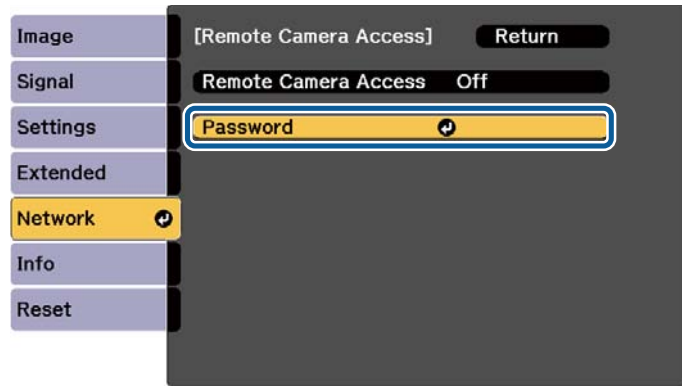 Image
Signal
Settings
Extended
Network
Info
Reset
[Remote Camera Access] Return
Remote Camera Access Off
Password